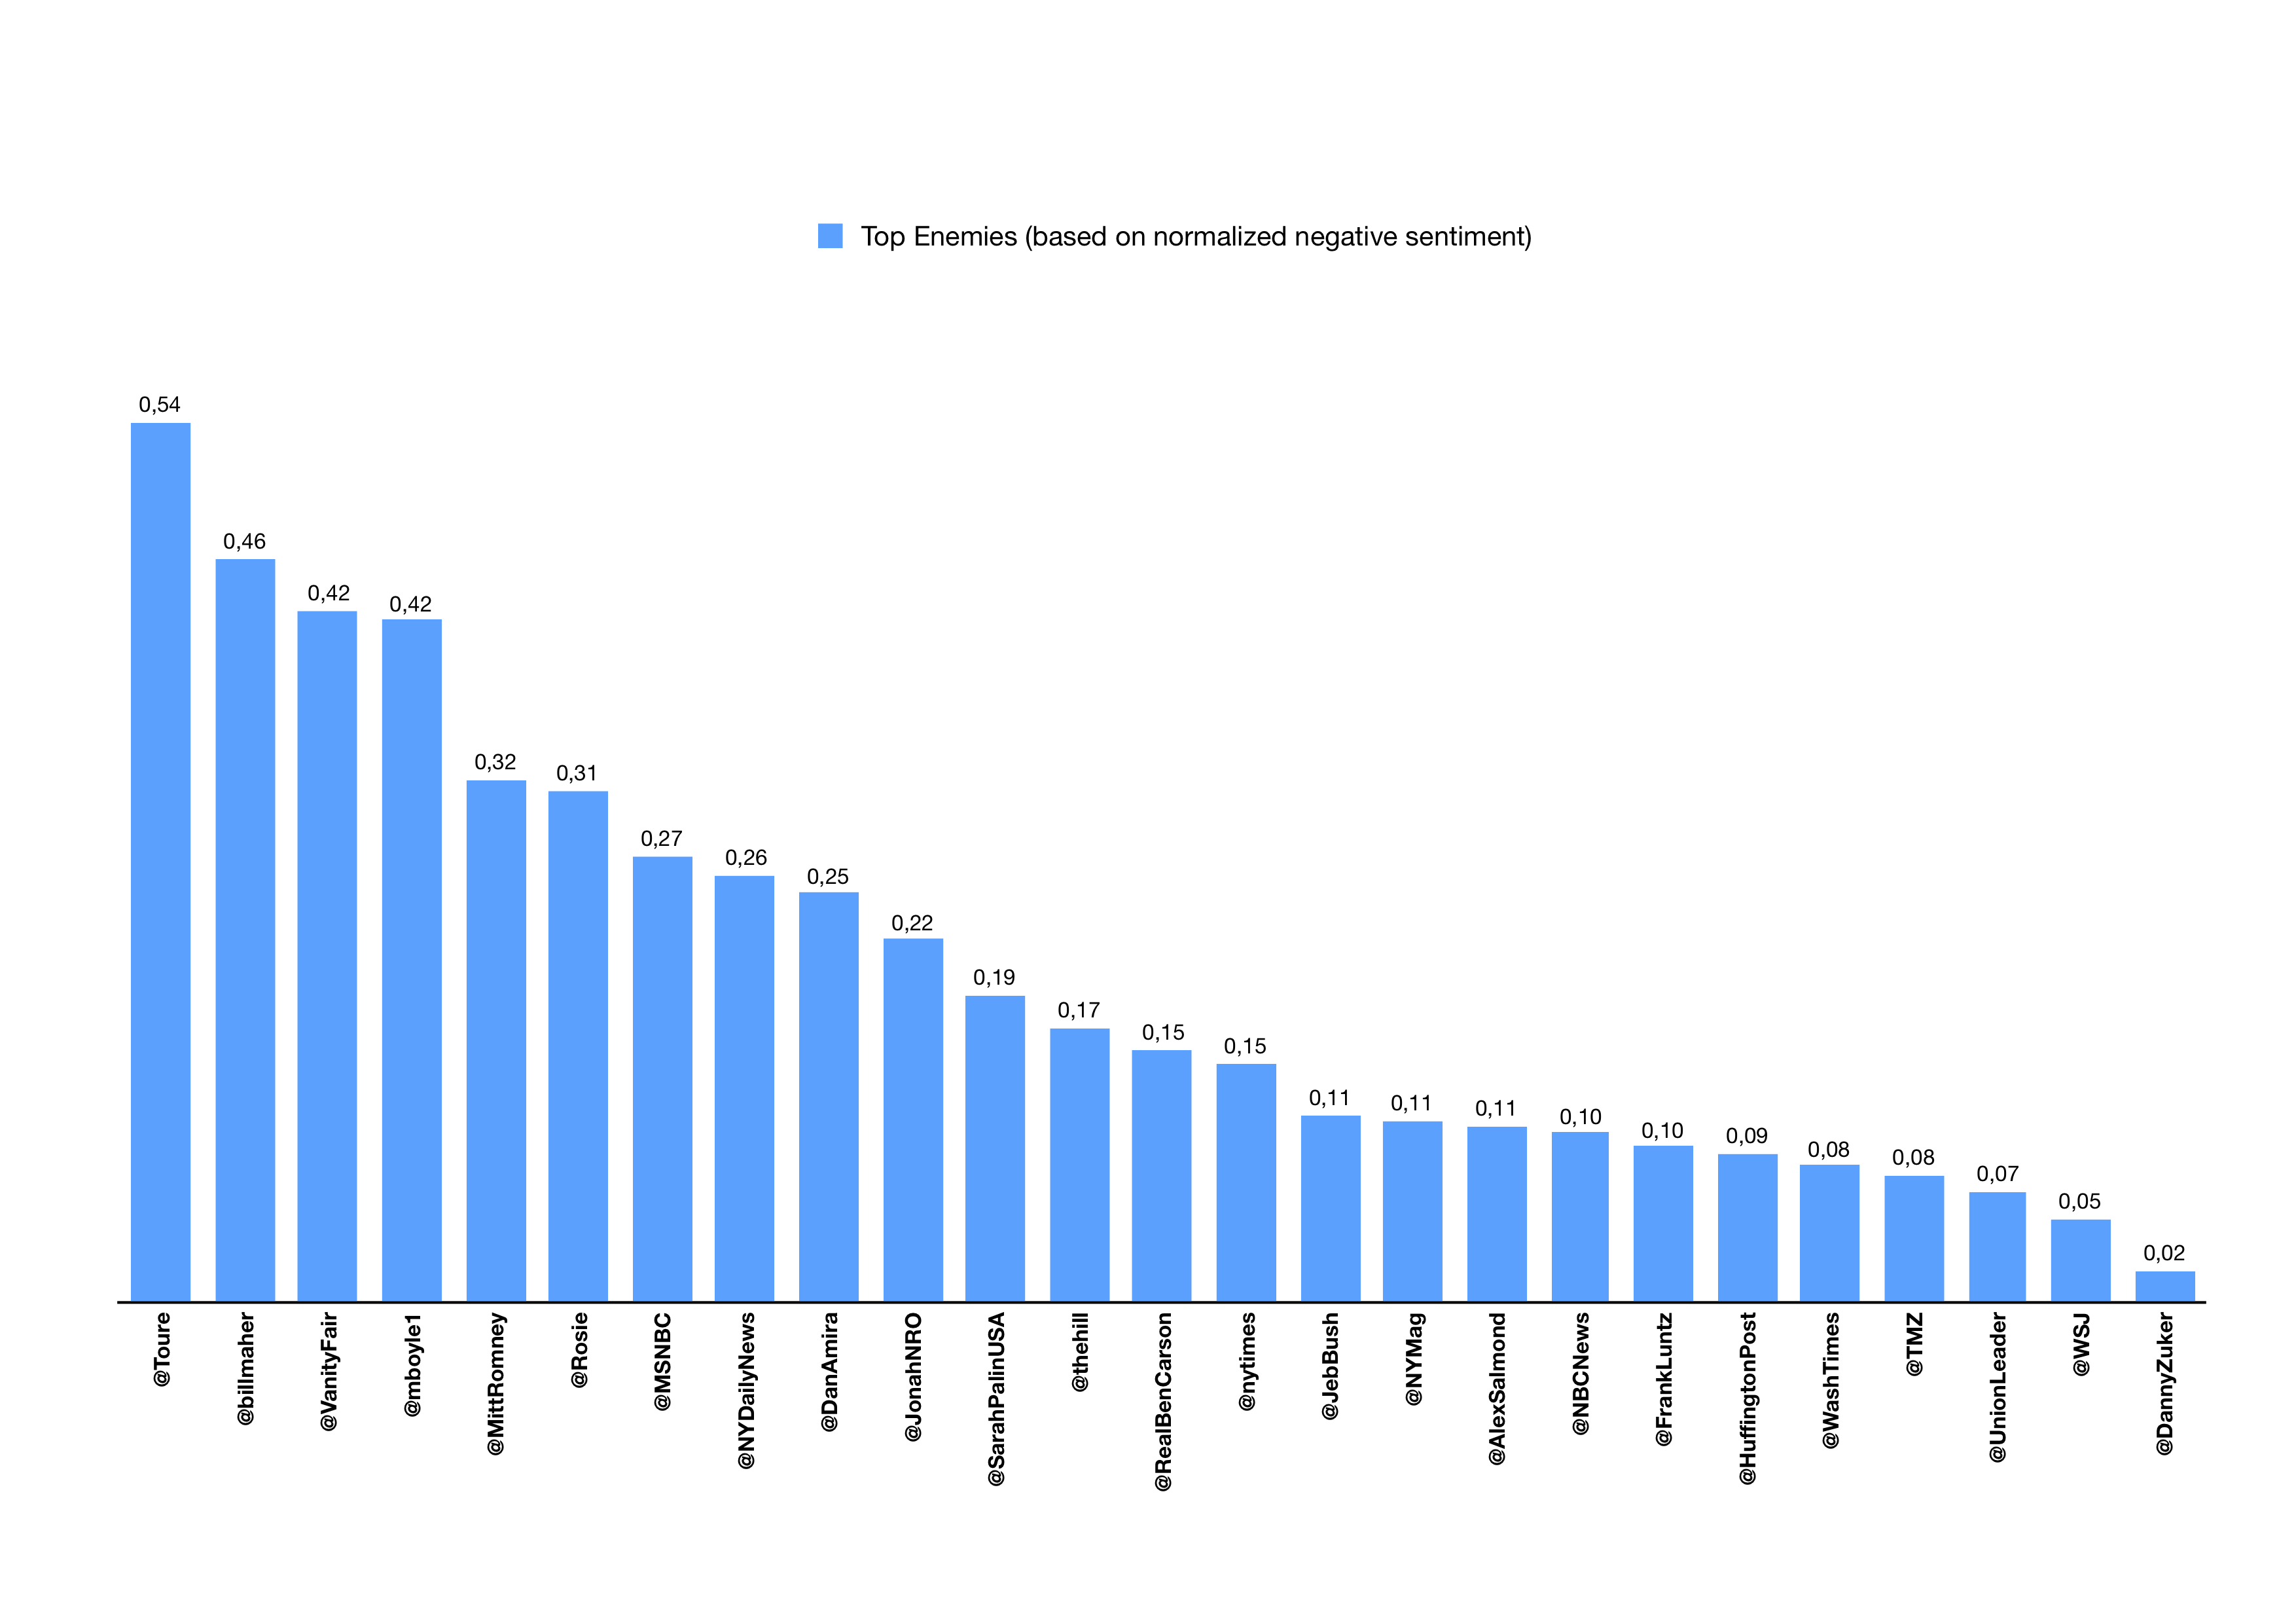 Top Enemies (based on normalized negative sentiment)
0,54
0,46
0,42
0,42
0,32
0,31
0,27
0,26
0,25
0,22
0,19
0,17
0,15
0,15
0,11
0,11
0,11
0,10
0,10
0,09
0,08
0,08
0,07
0,05
0,02
@Toure
@billmaher
@VanityFair
@mboyle1
@MittRomney
@Rosie
@MSNBC
@NYDailyNews
@DanAmira
@JonahNRO
@SarahPalinUSA
@thehill
@RealBenCarson
@nytimes
@JebBush
@NYMag
@AlexSalmond
@NBCNews
@FrankLuntz
@HuffingtonPost
@WashTimes
@TMZ
@UnionLeader
@WSJ
@DannyZuker